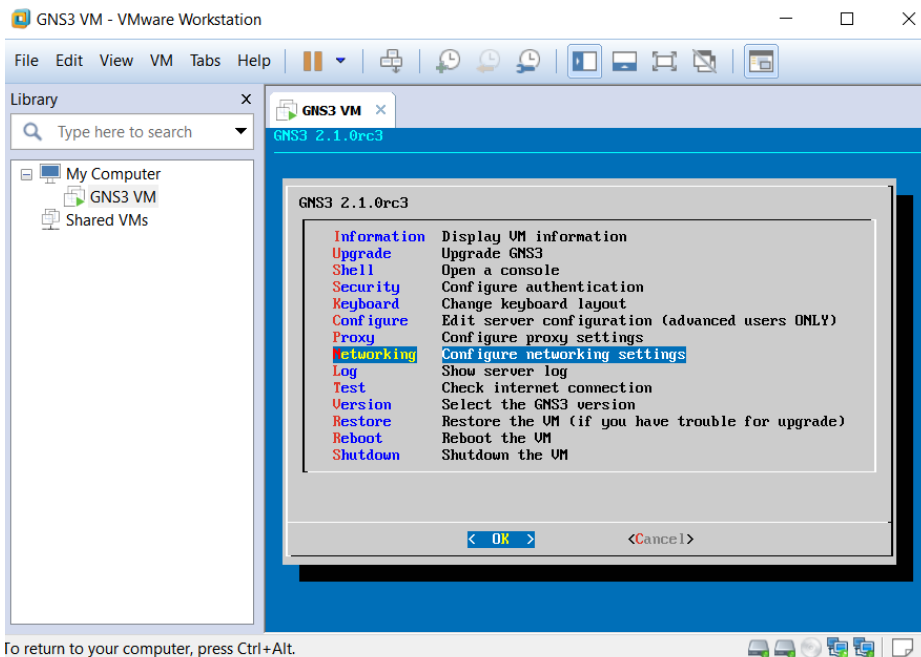 GNS3 VM - VMware Workstation
File Edit View VM Tabs Help
Library x
GNS3 VM ×
Type here to search
GNS3 2.1.0rc3
My Computer
GNS3 VM
Shared VMs
GNS3 2.1.0rc3
Information Display VM information
Upgrade Upgrade GNS3
Shell Open a console
Security Configure authentication
Keyboard Change keyboard layout
Configure Edit server configuration (advanced users ONLY)
Proxy Configure proxy settings
Networking Configure networking settings
Log Show server log
Test Check internet connection
Version Select the GNS3 version
Restore Restore the VM (if you have trouble for upgrade)
Reboot Reboot the VM
Shutdown Shutdown the VM
< OK > <Cancel>
To return to your computer, press Ctrl+Alt.